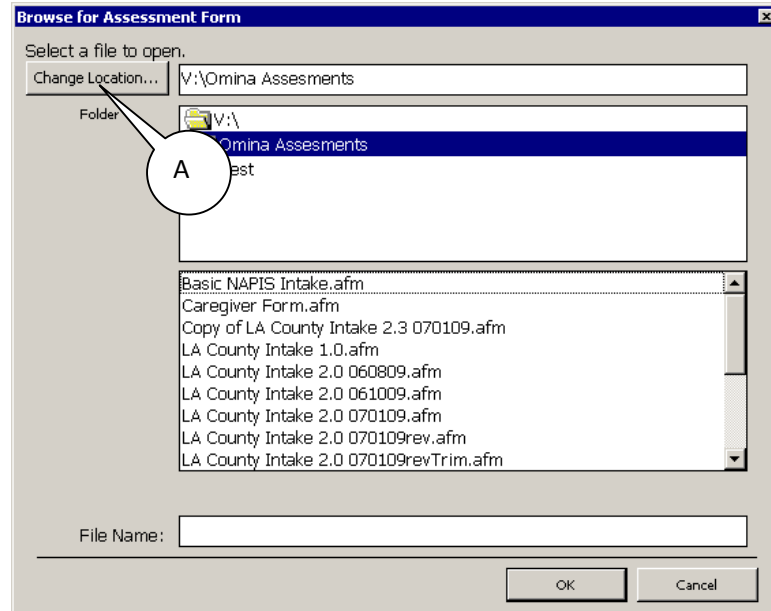 Browse for Assessment Form
Select a file to open.
Change Location... V:\Omina Assesments
Folder
V:\
Omina Assesments
A
est
Basic NAPIS Intake.afm
Caregiver Form.afm
Copy of LA County Intake 2.3 070109.afm
LA County Intake 1.0.afm
LA County Intake 2.0 060809.afm
LA County Intake 2.0 061009.afm
LA County Intake 2.0 070109.afm
LA County Intake 2.0 070109rev.afm
LA County Intake 2.0 070109revTrim.afm
File Name:
OK Cancel